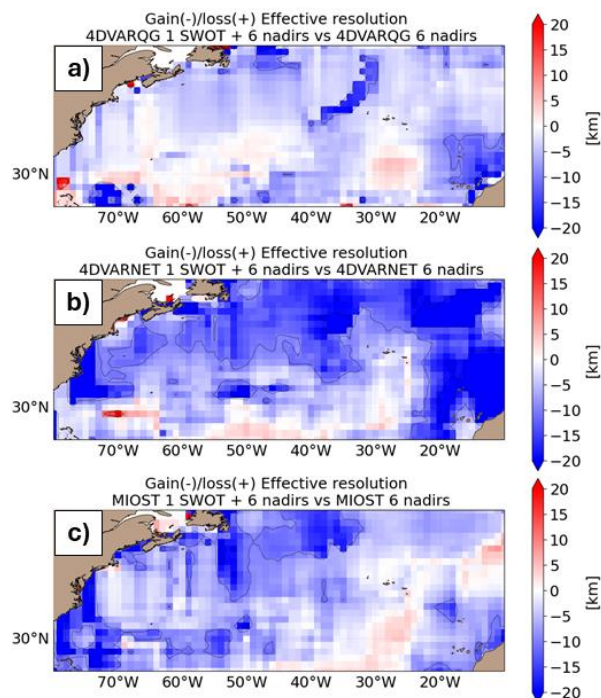 Gain(-)/loss(+) Effective resolution
4DVARQG 1 SWOT + 6 nadirs vs 4DVARQG 6 nadirs
a)
30°N
70°W 60°W 50°W 40°W 30°W 20°W
20
15
10
5
0
−5
−10
−15
−20
[km]
Gain(-)/loss(+) Effective resolution
4DVARNET 1 SWOT + 6 nadirs vs 4DVARNET 6 nadirs
b)
30°N
70°W 60°W 50°W 40°W 30°W 20°W
20
15
10
5
0
−5
−10
−15
−20
[km]
Gain(-)/loss(+) Effective resolution
MIOST 1 SWOT + 6 nadirs vs MIOST 6 nadirs
c)
30°N
70°W 60°W 50°W 40°W 30°W 20°W
20
15
10
5
0
−5
−10
−15
−20
[km]